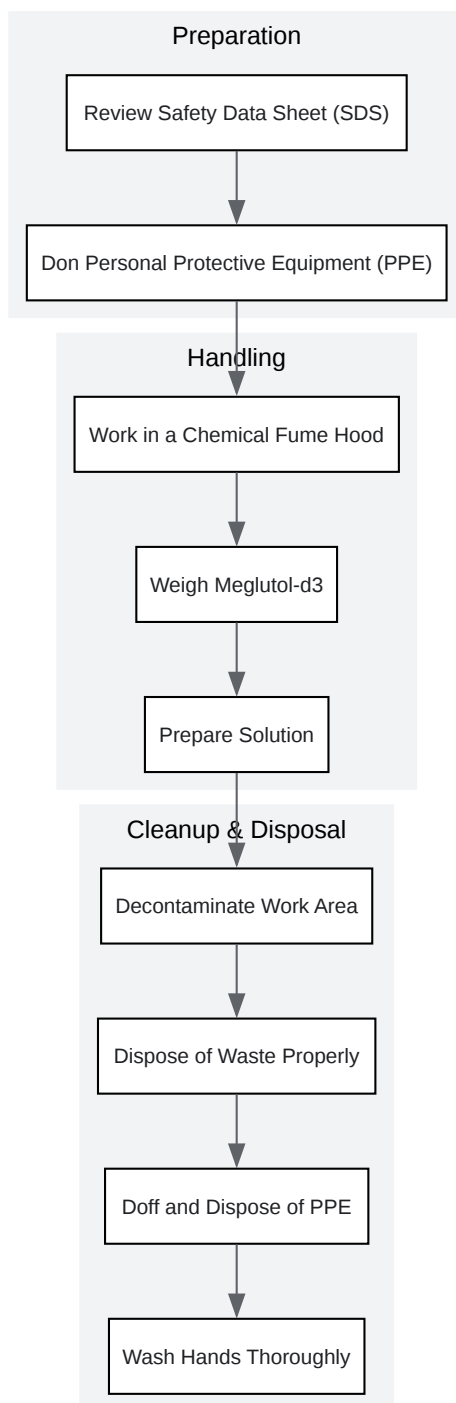 Preparation
Review Safety Data Sheet (SDS)
Don Personal Protective Equipment (PPE)
Handling
Work in a Chemical Fume Hood
Weigh Meglutol-d3
Prepare Solution
Cleanup & Disposal
Decontaminate Work Area
Dispose of Waste Properly
Doff and Dispose of PPE
Wash Hands Thoroughly